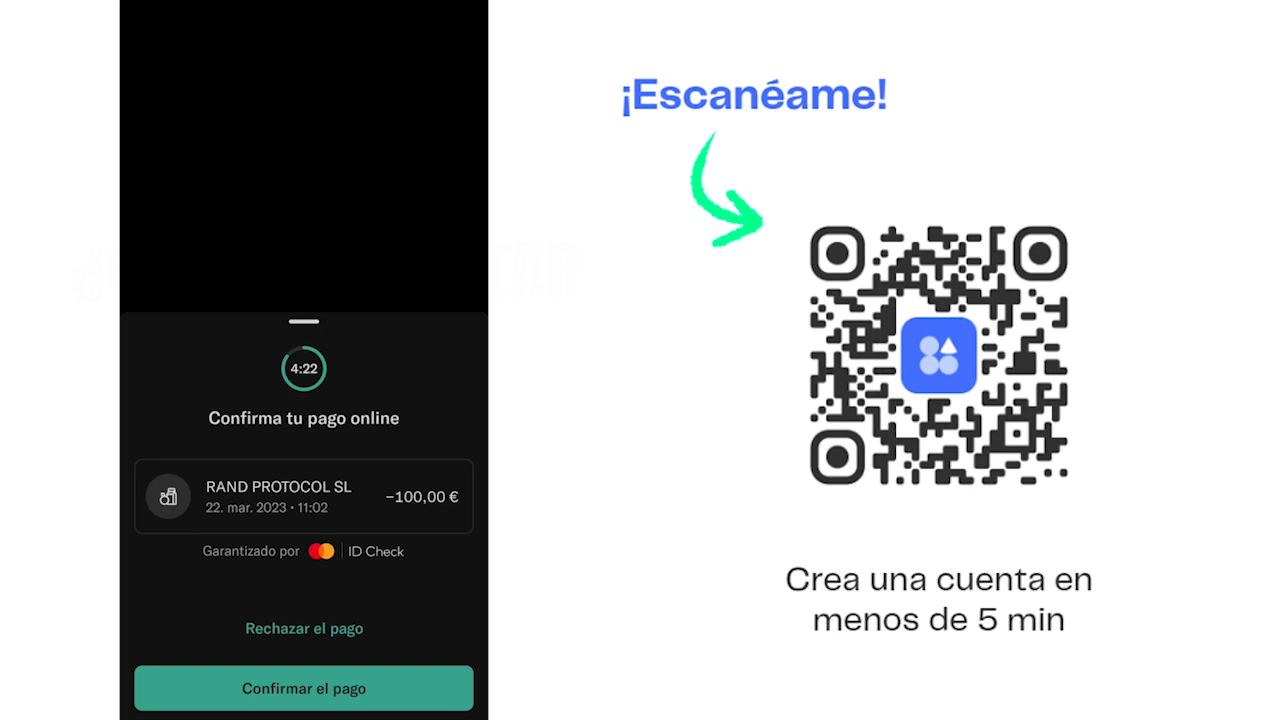 4:22
Confirma tu pago online
RAND PROTOCOL SL
−100,00 €
22. mar. 2023 • 11:02
Garantizado por
ID Check
Rechazar el pago
Confirmar el pago
¡Escanéame!
Crea una cuenta en
menos de 5 min